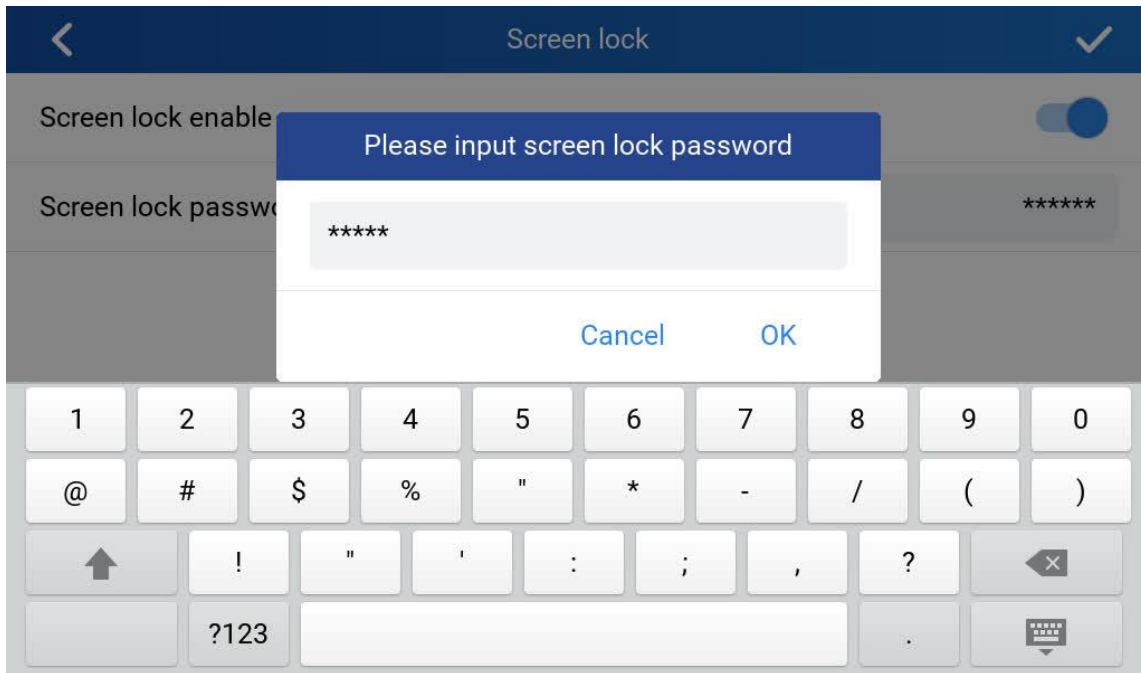 Screen lock
Screen lock enable
Please input screen lock password
Screen lock passwo
******
*****
Cancel OK
1 2 3 4 5 6 7 8 9 0
@ # $ % " * - / ( )
! " ' : ; , ?
?123 .